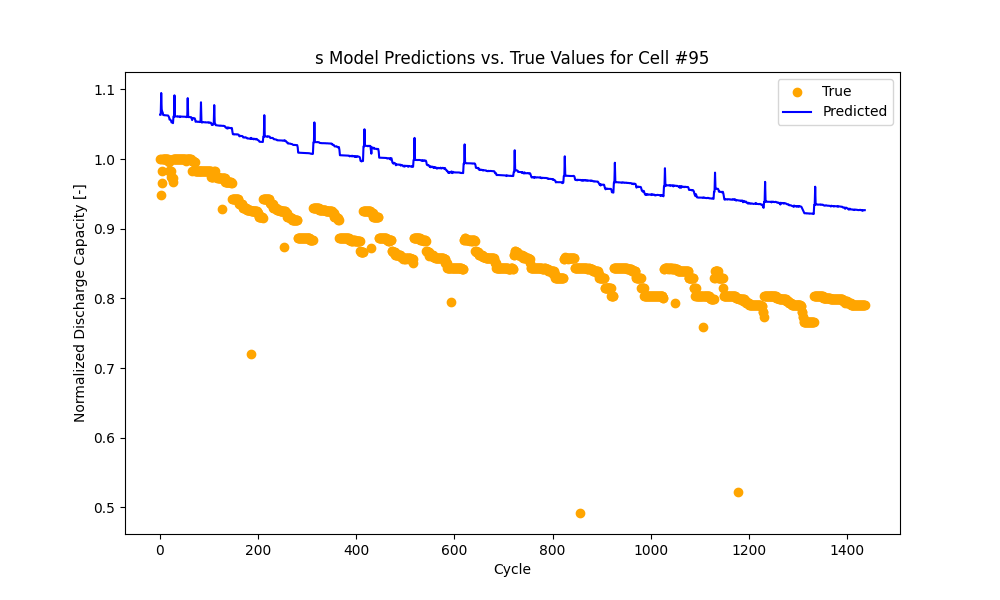 s Model Predictions vs. True Values for Cell #95
True
Predicted
Normalized Discharge Capacity [-]
1.1
1.0
0.9
0.8
0.7
0.6
0.5
0 200 400 600 800 1000 1200 1400
Cycle